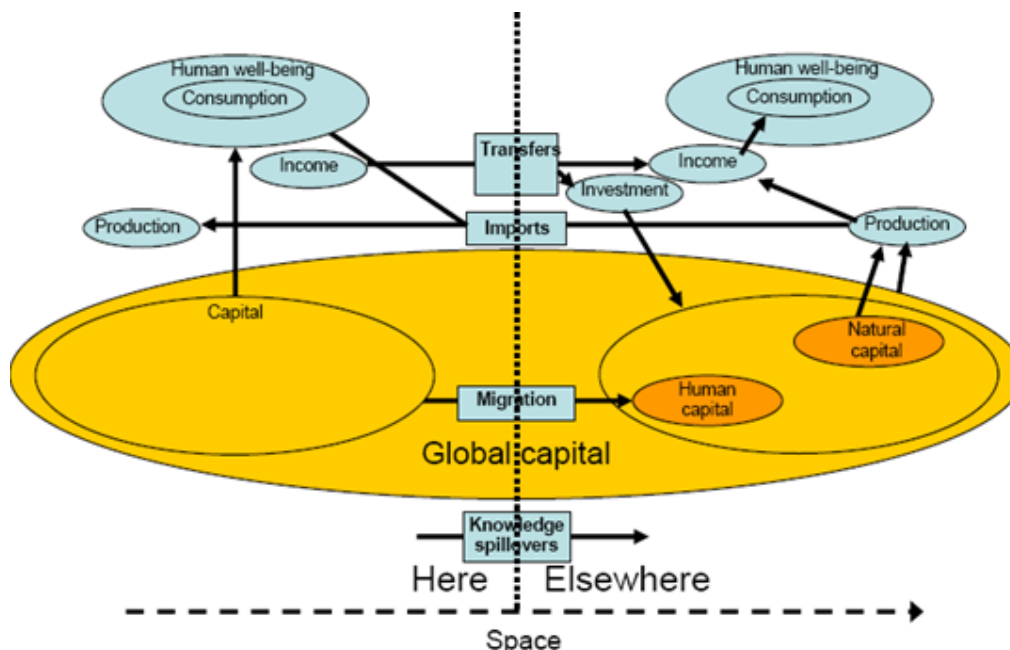 Human well-being
Consumption
Human well-being
Consumption
Transfers
Income
Income
Investment
Production
Imports
Production
Capital
Natural
capital
Migration
Human
capital
Global capital
Knowledge
spillovers
Here
Elsewhere
Space